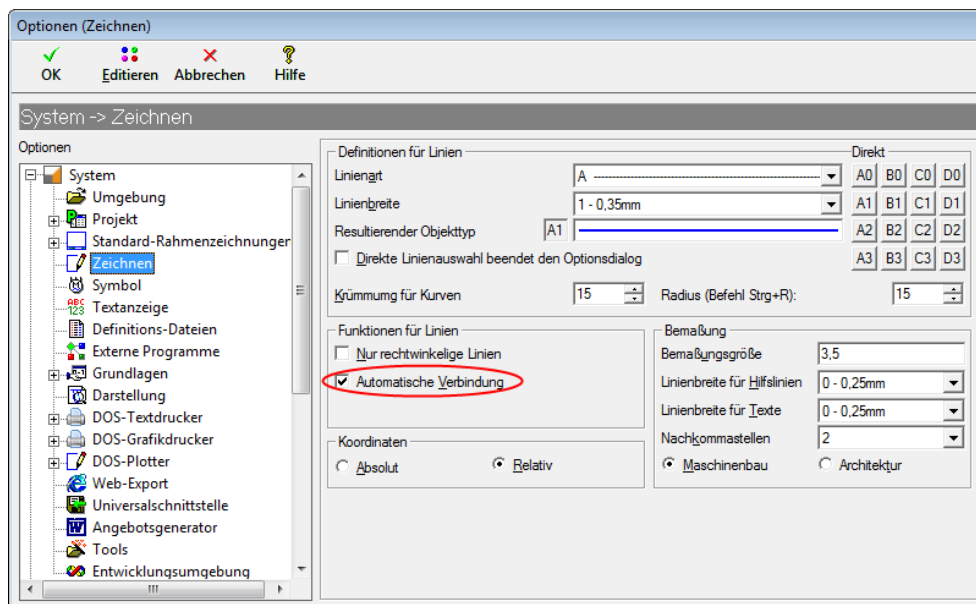 Optionen (Zeichnen)
OK Editieren Abbrechen Hilfe
System -> Zeichnen
Optionen
System
Umgebung
Projekt
Standard-Rahmenzeichnunger
Zeichnen
Symbol
ABC 123 Textanzeige
Definitions-Dateien
Externe Programme
Grundlagen
Darstellung
DOS-Textdrucker
DOS-Grafikdrucker
DOS-Plotter
Web-Export
Universalschnittstelle
Angebotsgenerator
Tools
Entwicklungsumgebung
Definitionen für Linien
Direkt
Linienart A A0 B0 C0 D0
Linienbreite 1 - 0,35mm A1 B1 C1 D1
Resultierender Objekttyp A1 A2 B2 C2 D2
Direkte Linienauswahl beendet den Optionsdialog A3 B3 C3 D3
Krümmung für Kurven 15 Radius (Befehl Strg+R): 15
Funktionen für Linien
Nur rechtwinkelige Linien
Automatische Verbindung
Koordinaten
Absolut Relativ
Bemaßung
Bemaßungsgröße 3,5
Linienbreite für Hilfslinien 0 - 0,25mm
Linienbreite für Texte 0 - 0,25mm
Nachkommastellen 2
Maschinenbau Architektur